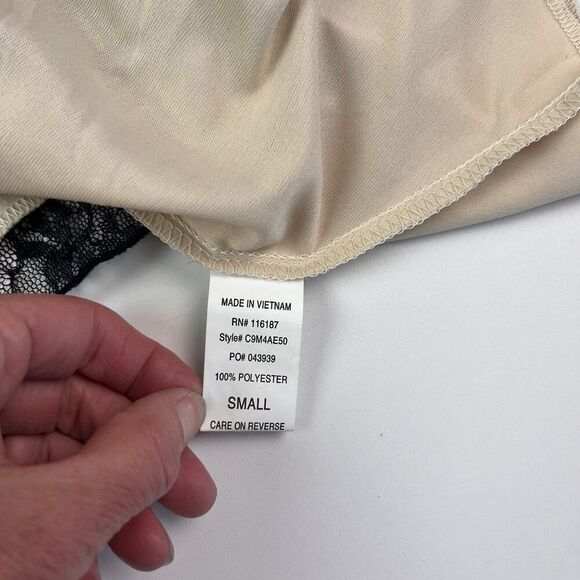 MADE IN VIETNAM
RN# 116187
Style# C9M4AE50
PO# 043939
100% POLYESTER
SMALL
CARE ON REVERSE